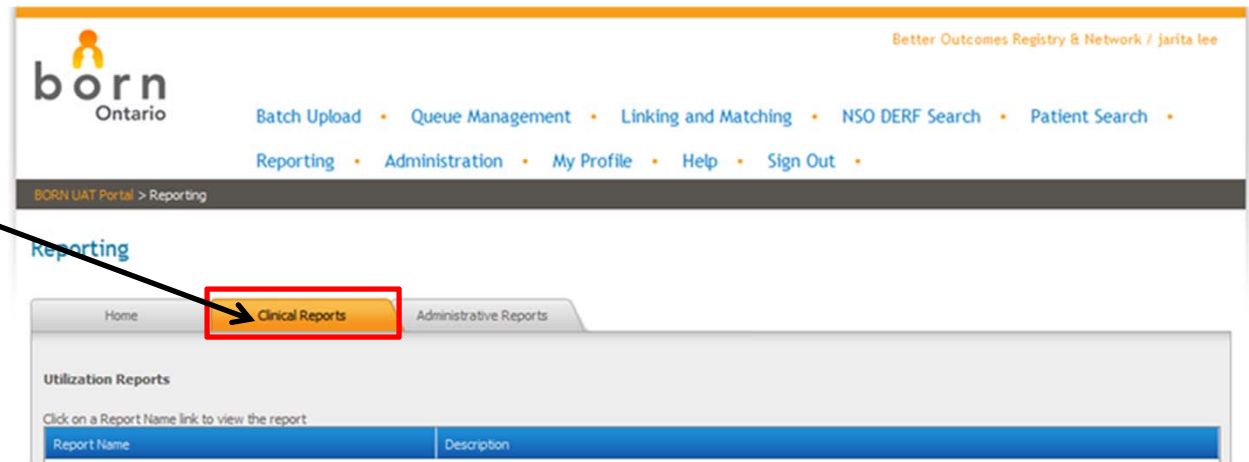 Better Outcomes Registry & Network / jarita lee
born
Ontario
Batch Upload • Queue Management • Linking and Matching • NSO DERF Search • Patient Search •
Reporting • Administration • My Profile • Help • Sign Out •
BORN UAT Portal > Reporting
Reporting
Home Clinical Reports Administrative Reports
Utilization Reports
Click on a Report Name link to view the report
Report Name Description